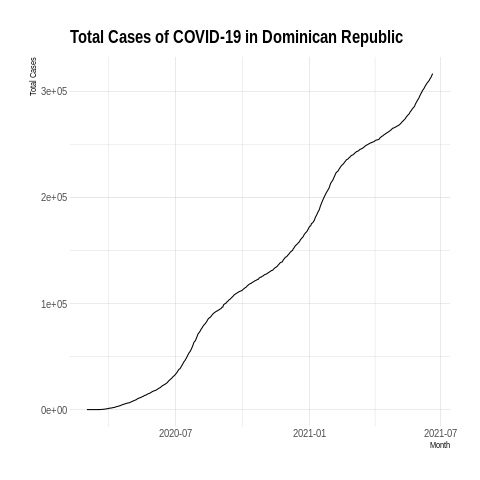 Total Cases of COVID-19 in Dominican Republic
Total Cases
3e+05
2e+05
1e+05
0e+00
2020-07
2021-01
2021-07
Month